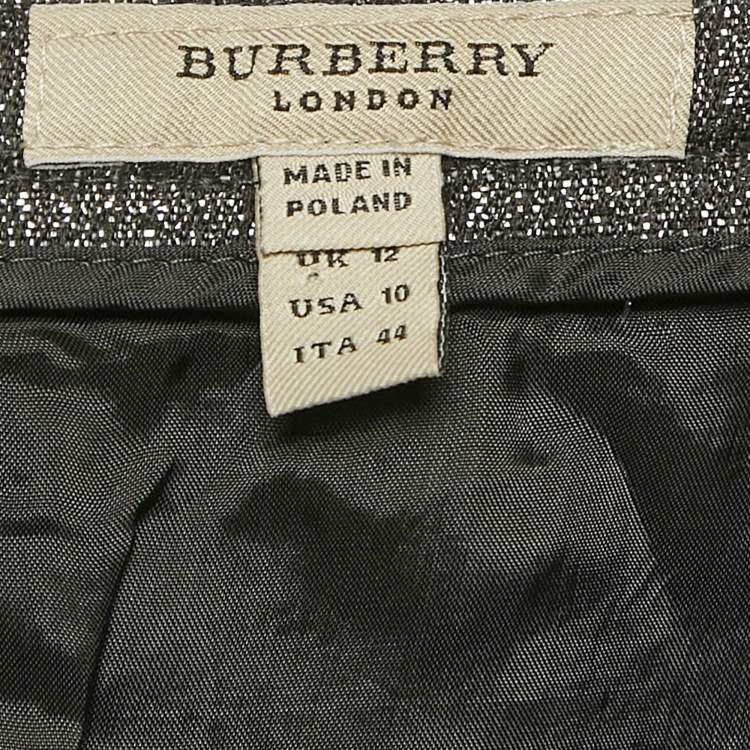 BURBERRY
LONDON
MADE IN
POLAND
UK 12
USA 10
ITA 44